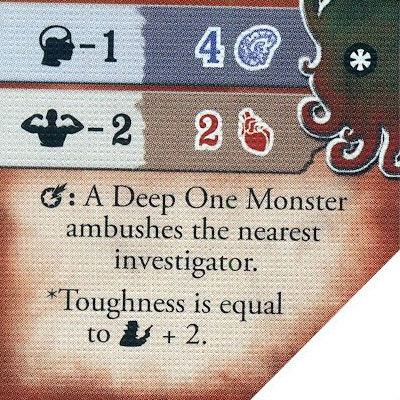 -1 4
-2 2
: A Deep One Monster
ambushes the nearest
investigator.
*Toughness is equal
to + 2.